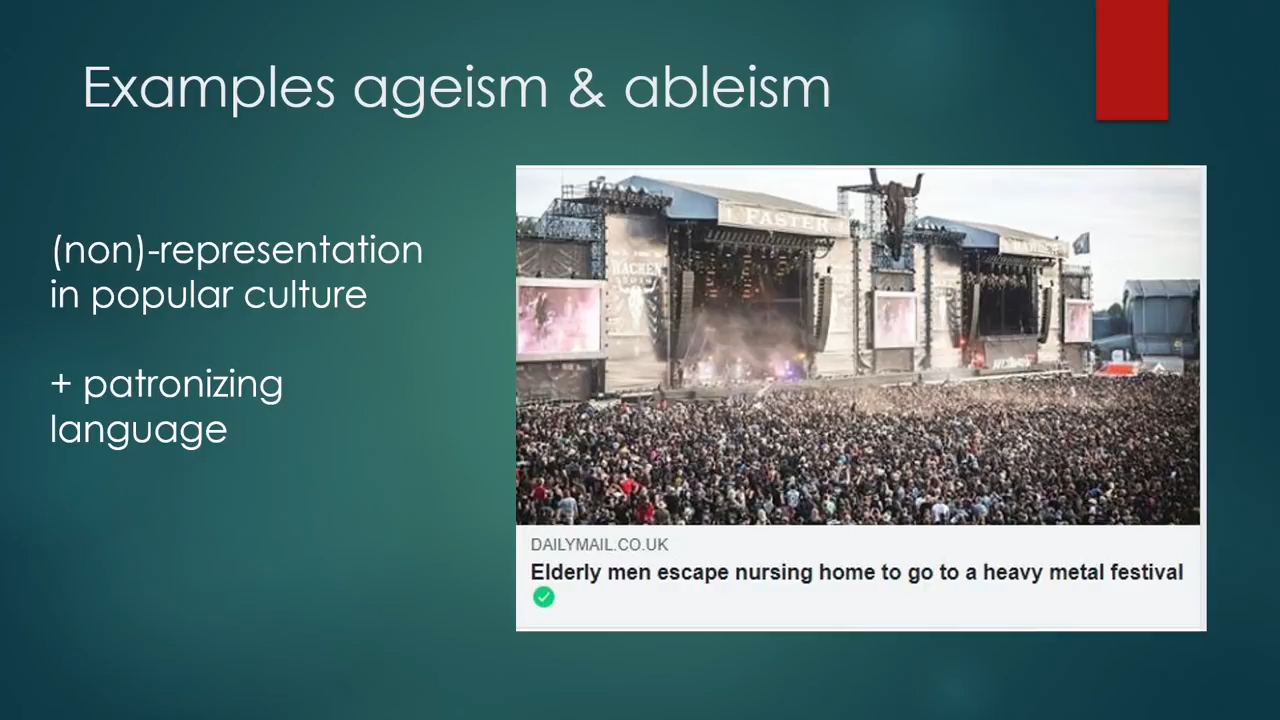 Examples ageism & ableism
(non)-representation
in popular culture
+ patronizing
language
FASTER
WACKEN
DAILYMAIL.CO.UK
Elderly men escape nursing home to go to a heavy metal festival